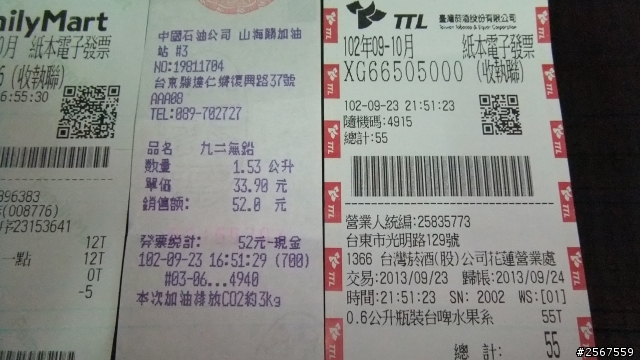 nilyMart
0月 紙本電子發票
(收執聯)
6:55:30
396383
(008776)
23153641
12T
一點 12T
0T
-5
中國石油公司 山海關加油
站 #3
NO:19811704
台東縣達仁鄉復興路37號
AAA08
TEL:089-702727
品名 九二無鉛
數量 1.53 公升
單價 33.90 元
銷售額: 52.0 元
發票總計: 52元-現金
102-09-23 16:51:29 (700)
#03-06...4940
本次加油排放CO2約3kg
TTL 臺灣菸酒股份有限公司
Taiwan Tobacco & Liquor Corporation
102年09-10月 紙本電子發票
XG66505000 (收執聯)
102-09-23 21:51:23
隨機碼:4915
總計:55
營業人統編:25835773
台東市光明路129號
1366 台灣菸酒(股)公司花蓮營業處
交易:2013/09/23 歸帳:2013/09/24
時間:21:51:23 SN: 2002 WS:[01]
0.6公升瓶裝台啤水果系 55T
總計: 55
#2567559